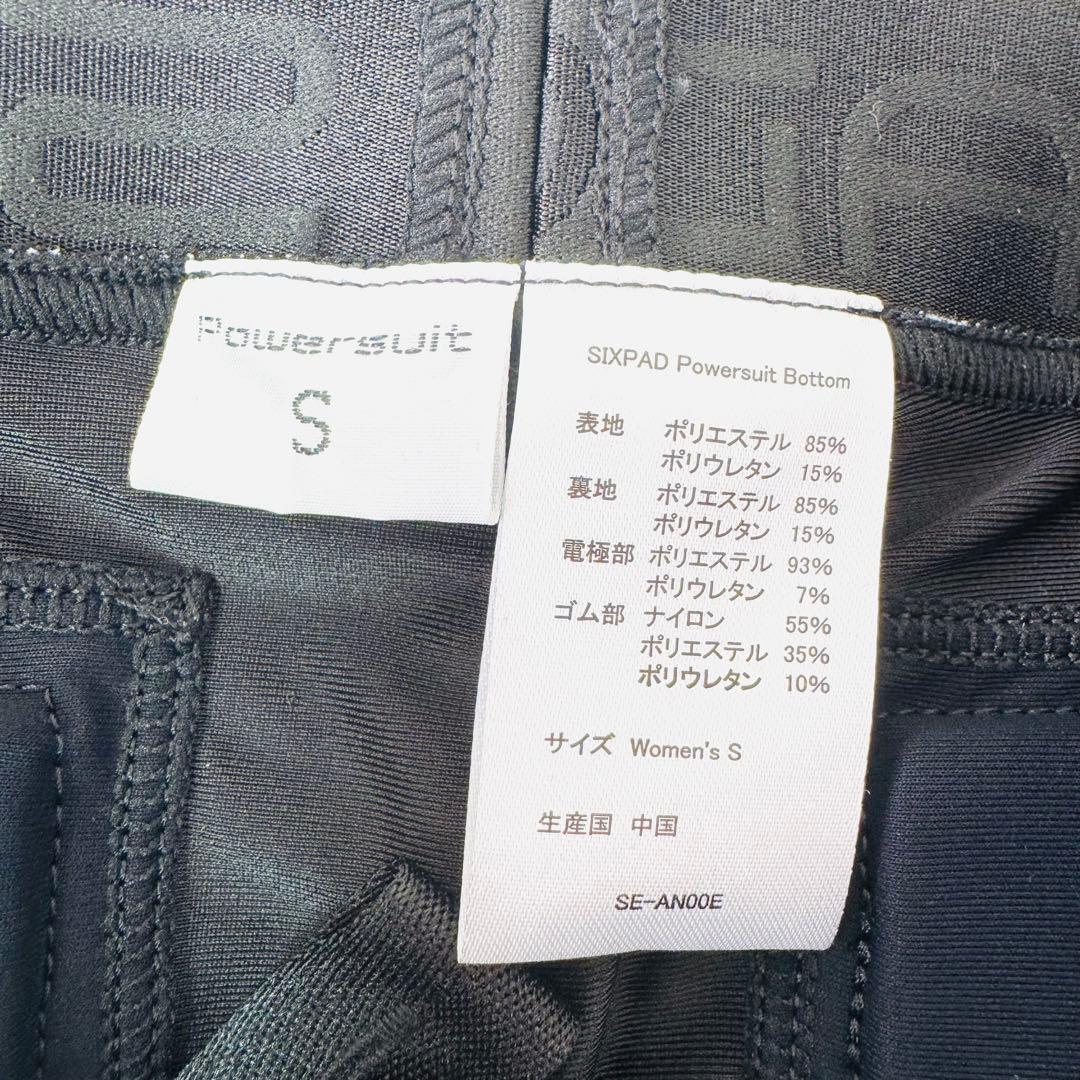 Powersuit
S
SIXPAD Powersuit Bottom
表地 ポリエステル 85%
ポリウレタン 15%
裏地 ポリエステル 85%
ポリウレタン 15%
電極部 ポリエステル 93%
ポリウレタン 7%
ゴム部 ナイロン 55%
ポリエステル 35%
ポリウレタン 10%
サイズ Women's S
生産国 中国
SE-AN00E